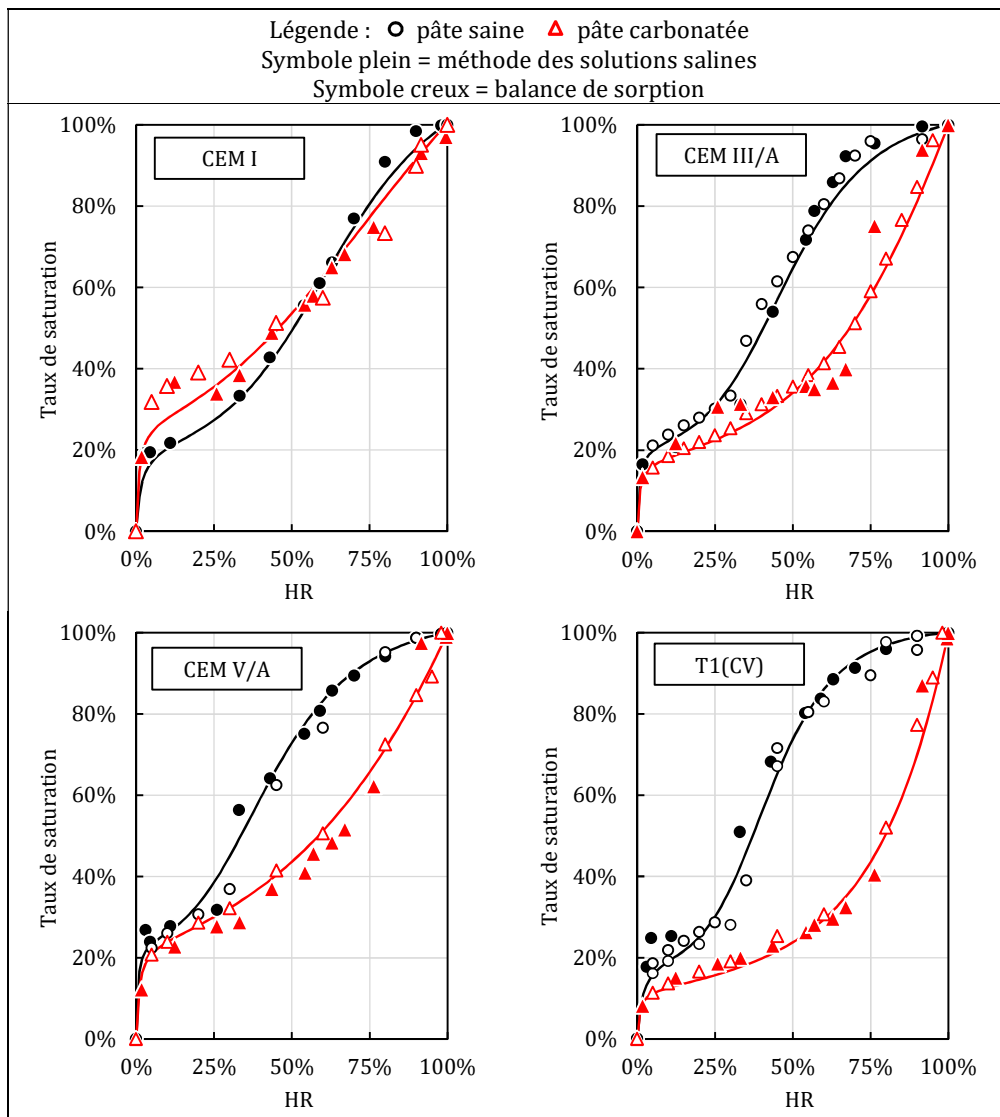 Légende : pâte saine pâte carbonatée
Symbole plein = méthode des solutions salines
Symbole creux = balance de sorption
CEM I
100%
80%
60%
40%
20%
0%
Taux de saturation
0% 25% 50% 75% 100%
HR
CEM III/A
100%
80%
60%
40%
20%
0%
Taux de saturation
0% 25% 50% 75% 100%
HR
CEM V/A
100%
80%
60%
40%
20%
0%
Taux de saturation
0% 25% 50% 75% 100%
HR
T1(CV)
100%
80%
60%
40%
20%
0%
Taux de saturation
0% 25% 50% 75% 100%
HR